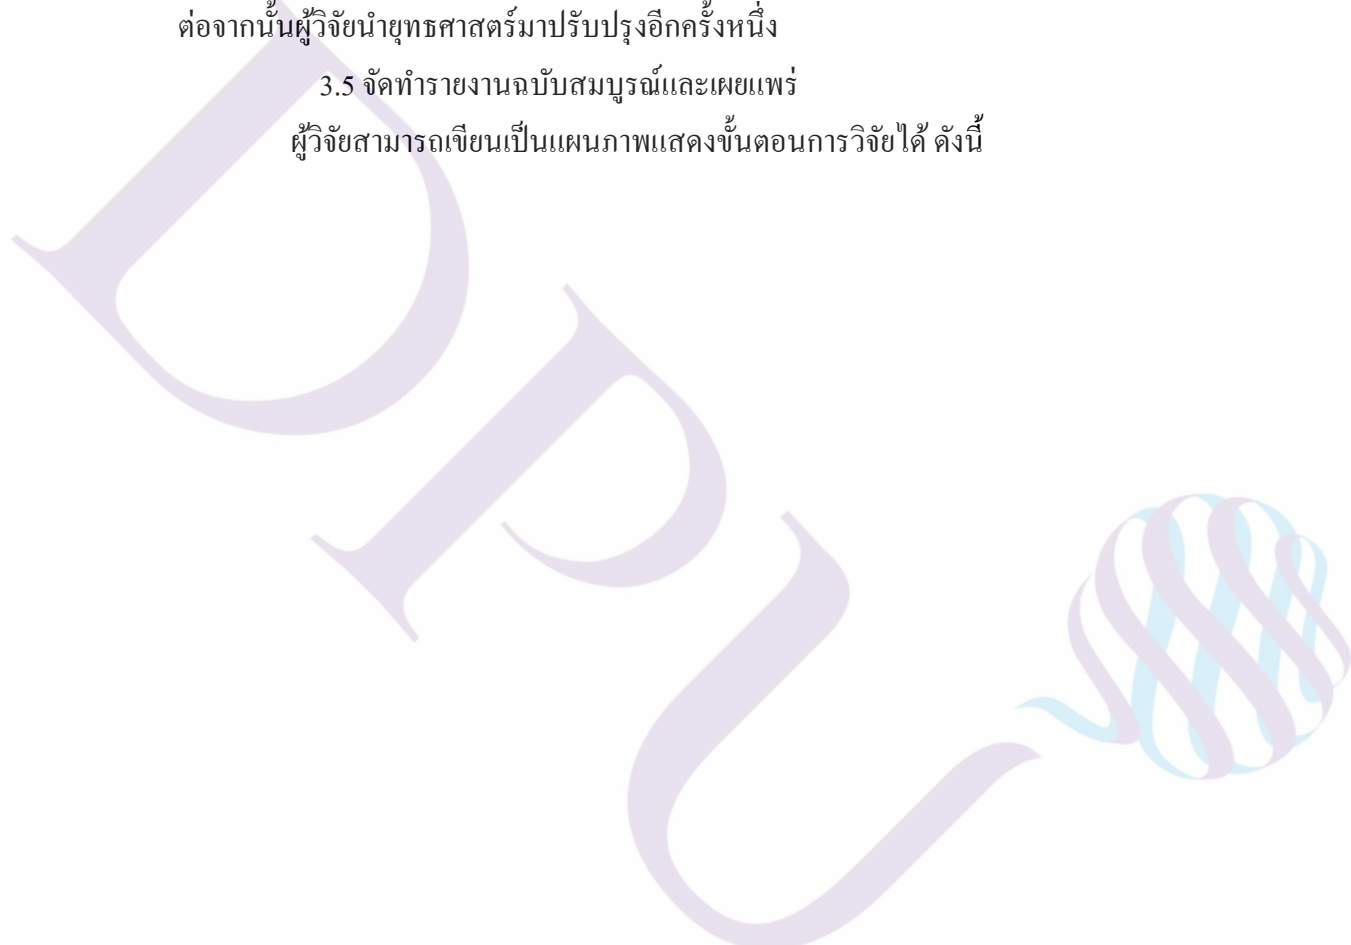 ต่อจากนั้นผู้วิจัยนำยุทธศาสตร์มาปรับปรุงอีกครั้งหนึ่ง
3.5 จัดทำรายงานฉบับสมบูรณ์และเผยแพร่
ผู้วิจัยสามารถเขียนเป็นแผนภาพแสดงขั้นตอนการวิจัยได้ ดังนี้
DPU